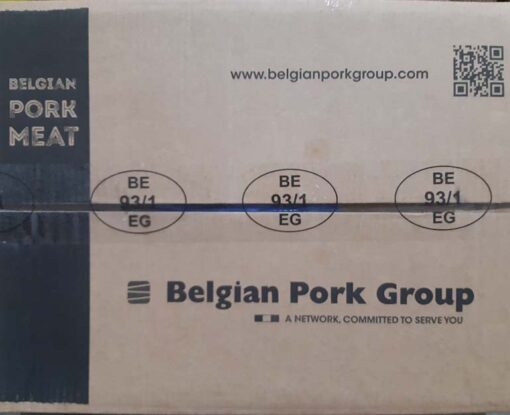 www.belgianporkgroup.com
BELGIAN
PORK
MEAT
BE
93/1
EG
BE
93/1
EG
BE
93/1
EG
Belgian Pork Group
A NETWORK, COMMITTED TO SERVE YOU